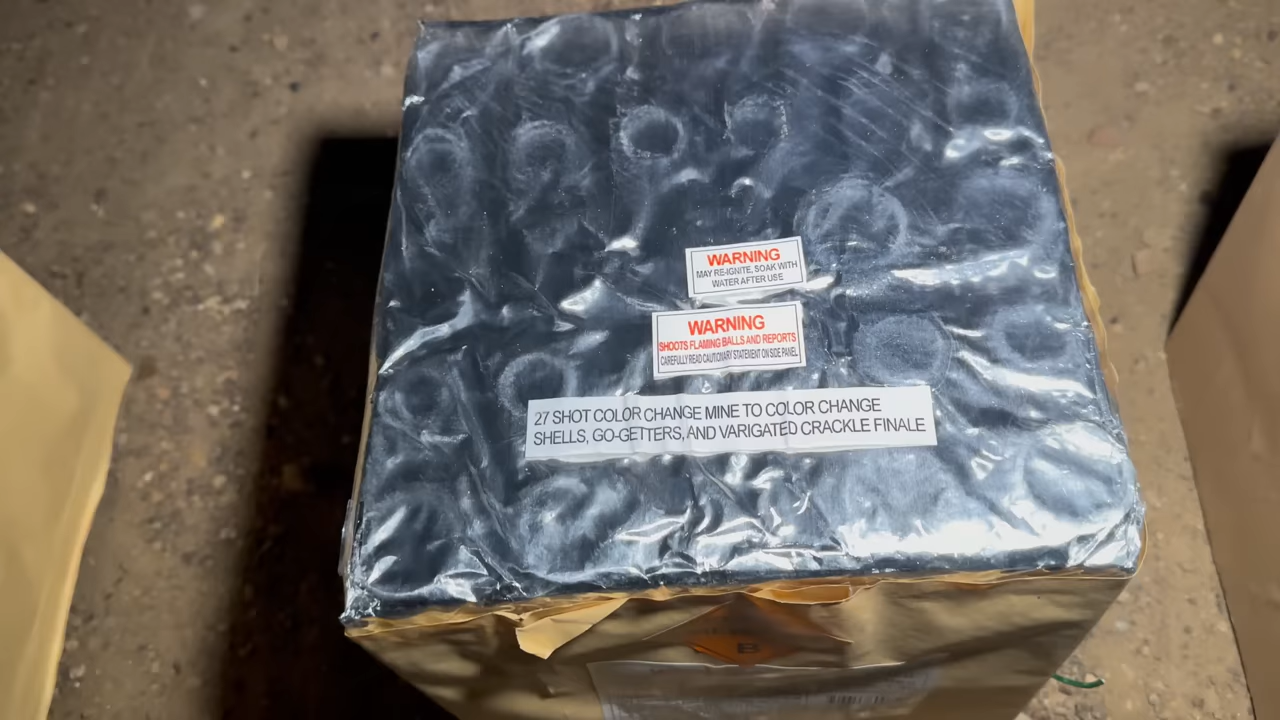 WARNING
MAY RE-IGNITE, SOAK WITH
WATER AFTER USE
WARNING
SHOOTS FLAMING BALLS AND REPORTS
CAREFULLY READ CAUTIONARY STATEMENT ON SIDE PANEL
27 SHOT COLOR CHANGE MINE TO COLOR CHANGE
SHELLS, GO-GETTERS, AND VARIGATED CRACKLE FINALE
B